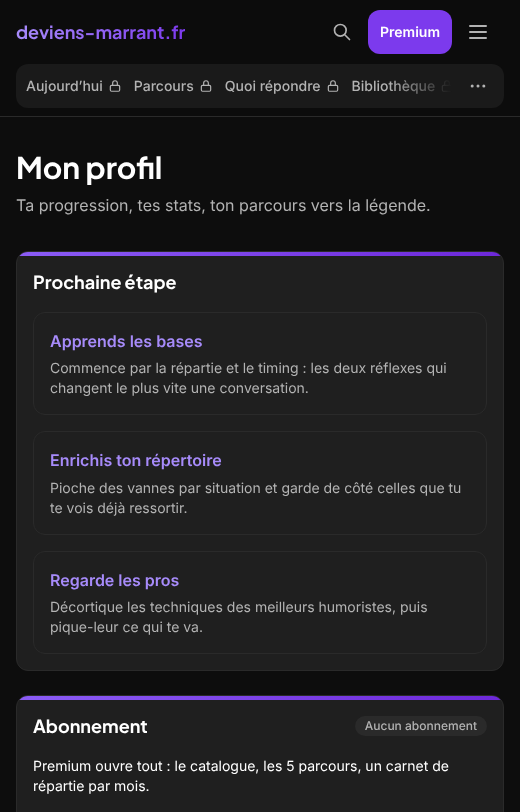 deviens-marrant.fr
Premium
Aujourd’hui
Parcours
Quoi répondre
Bibliothèque
Mon profil
Ta progression, tes stats, ton parcours vers la légende.
Prochaine étape
Apprends les bases
Commence par la répartie et le timing : les deux réflexes qui
changent le plus vite une conversation.
Enrichis ton répertoire
Pioche des vannes par situation et garde de côté celles que tu
te vois déjà ressortir.
Regarde les pros
Décortique les techniques des meilleurs humoristes, puis
pique-leur ce qui te va.
Abonnement
Aucun abonnement
Premium ouvre tout : le catalogue, les 5 parcours, un carnet de
répartie par mois.